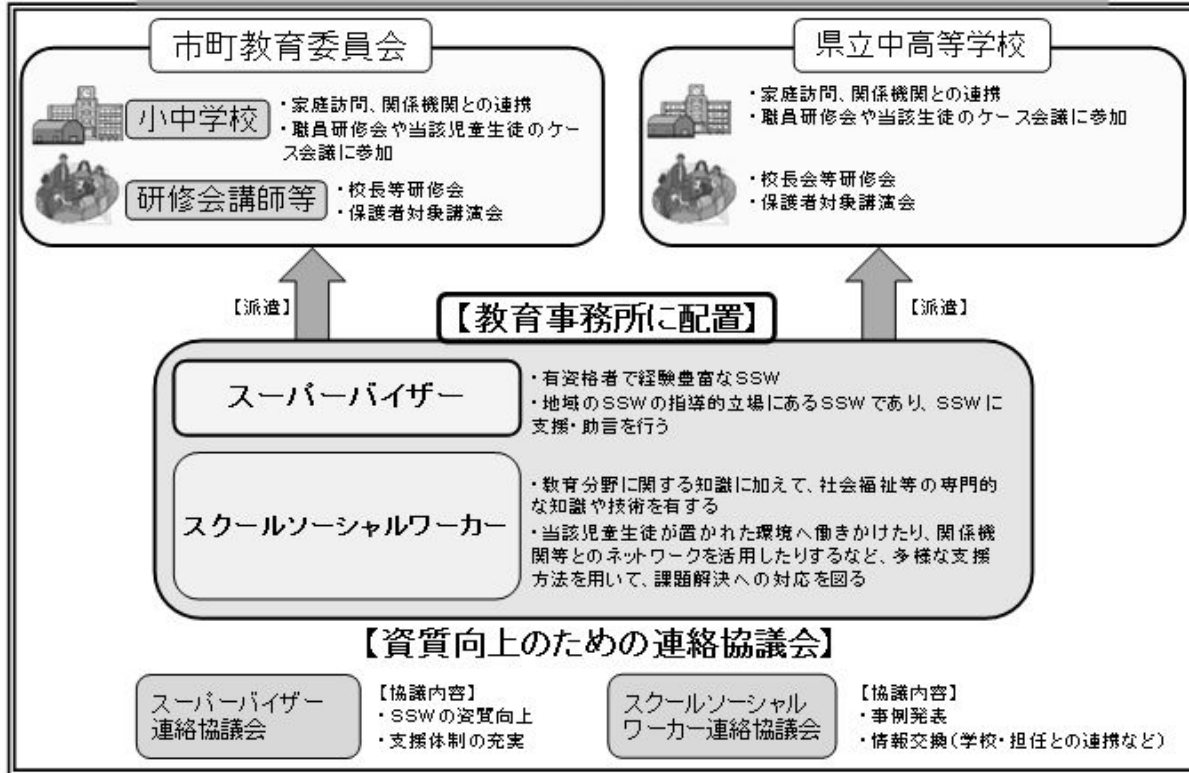 市町教育委員会
小中学校
・家庭訪問、関係機関との連携
・職員研修会や当該児童生徒のケー
ス会議に参加
研修会講師等
・校長等研修会
・保護者対象講演会
県立中高等学校
・家庭訪問、関係機関との連携
・職員研修会や当該生徒のケース会議に参加
・校長会等研修会
・保護者対象講演会
【派遣】
【派遣】
【教育事務所に配置】
スーパーバイザー
・有資格者で経験豊富なSSW
・地域のSSWの指導的立場にあるSSWであり、SSWに
支援・助言を行う
スクールソーシャルワーカー
・教育分野に関する知識に加えて、社会福祉等の専門的
な知識や技術を有する
・当該児童生徒が置かれた環境へ働きかけたり、関係機
関等とのネットワークを活用したりするなど、多様な支援
方法を用いて、課題解決への対応を図る
【資質向上のための連絡協議会】
スーパーバイザー
連絡協議会
【協議内容】
・SSWの資質向上
・支援体制の充実
スクールソーシャル
ワーカー連絡協議会
【協議内容】
・事例発表
・情報交換(学校・担任との連携など)